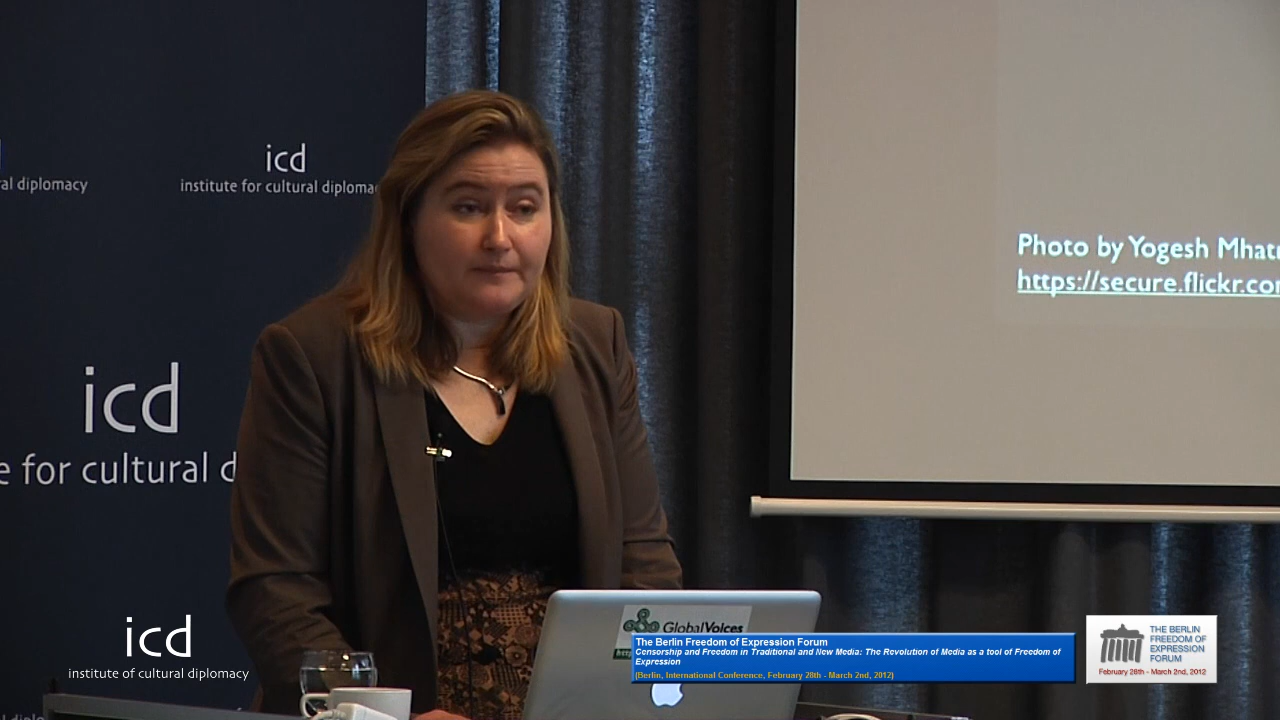 icd
al diplomacy
institute for cultural diplomac
Photo by Yogesh Mhat
https://secure.flickr.co
icd
e for cultural d
icd
institute of cultural diplomacy
GlobalVoices
The Berlin Freedom of Expression Forum
Censorship and Freedom in Traditional and New Media: The Revolution of Media as a tool of Freedom of
Expression
(Berlin, International Conference, February 28th - March 2nd, 2012)
THE BERLIN
FREEDOM OF
EXPRESSION
FORUM
February 28th - March 2nd, 2012